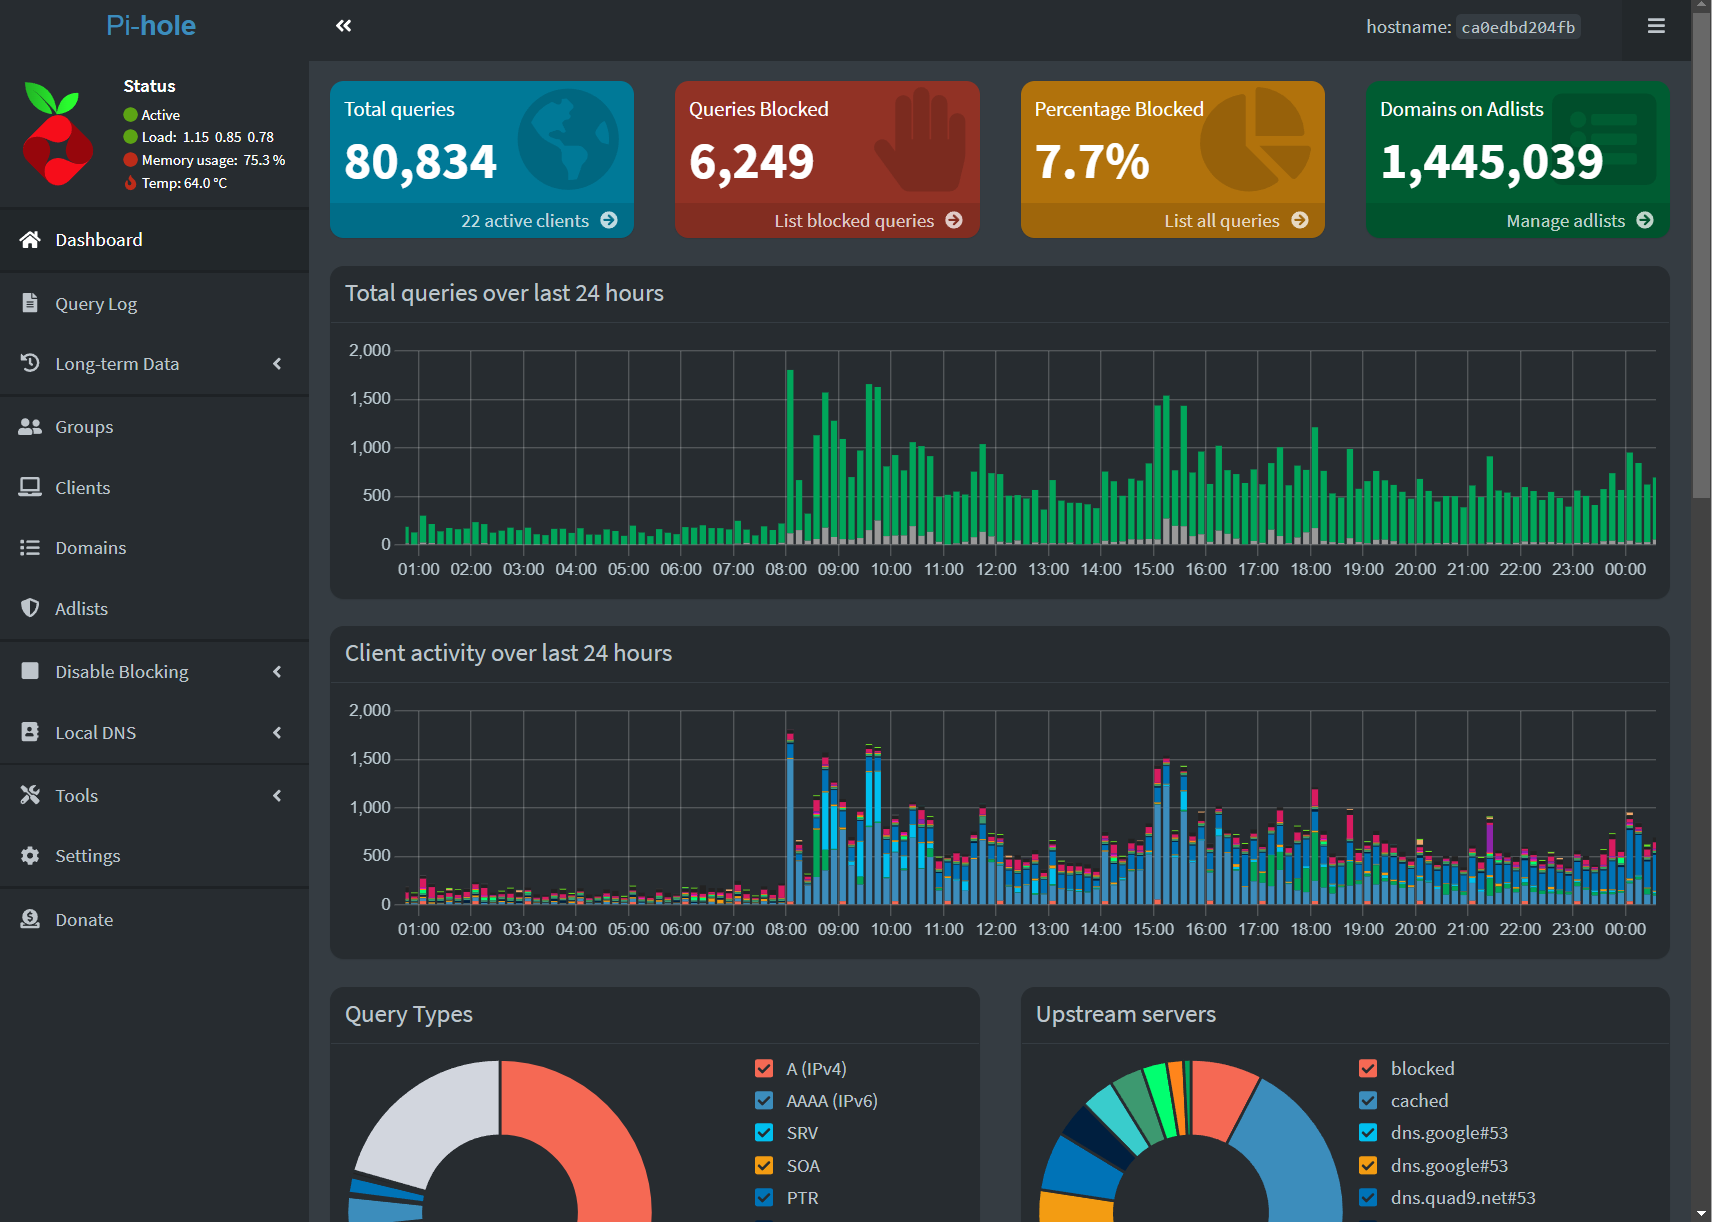 Pi-hole
hostname: ca0edbd204fb
Status
Active
Load: 1.15 0.85 0.78
Memory usage: 75.3 %
Temp: 64.0 °C
Dashboard
Query Log
Long-term Data
Groups
Clients
Domains
Adlists
Disable Blocking
Local DNS
Tools
Settings
Donate
Total queries
80,834
22 active clients
Queries Blocked
6,249
List blocked queries
Percentage Blocked
7.7%
List all queries
Domains on Adlists
1,445,039
Manage adlists
Total queries over last 24 hours
2,000
1,500
1,000
500
0
01:00 02:00 03:00 04:00 05:00 06:00 07:00 08:00 09:00 10:00 11:00 12:00 13:00 14:00 15:00 16:00 17:00 18:00 19:00 20:00 21:00 22:00 23:00 00:00
Client activity over last 24 hours
2,000
1,500
1,000
500
0
01:00 02:00 03:00 04:00 05:00 06:00 07:00 08:00 09:00 10:00 11:00 12:00 13:00 14:00 15:00 16:00 17:00 18:00 19:00 20:00 21:00 22:00 23:00 00:00
Query Types
A (IPv4)
AAAA (IPv6)
SRV
SOA
PTR
Upstream servers
blocked
cached
dns.google#53
dns.google#53
dns.quad9.net#53